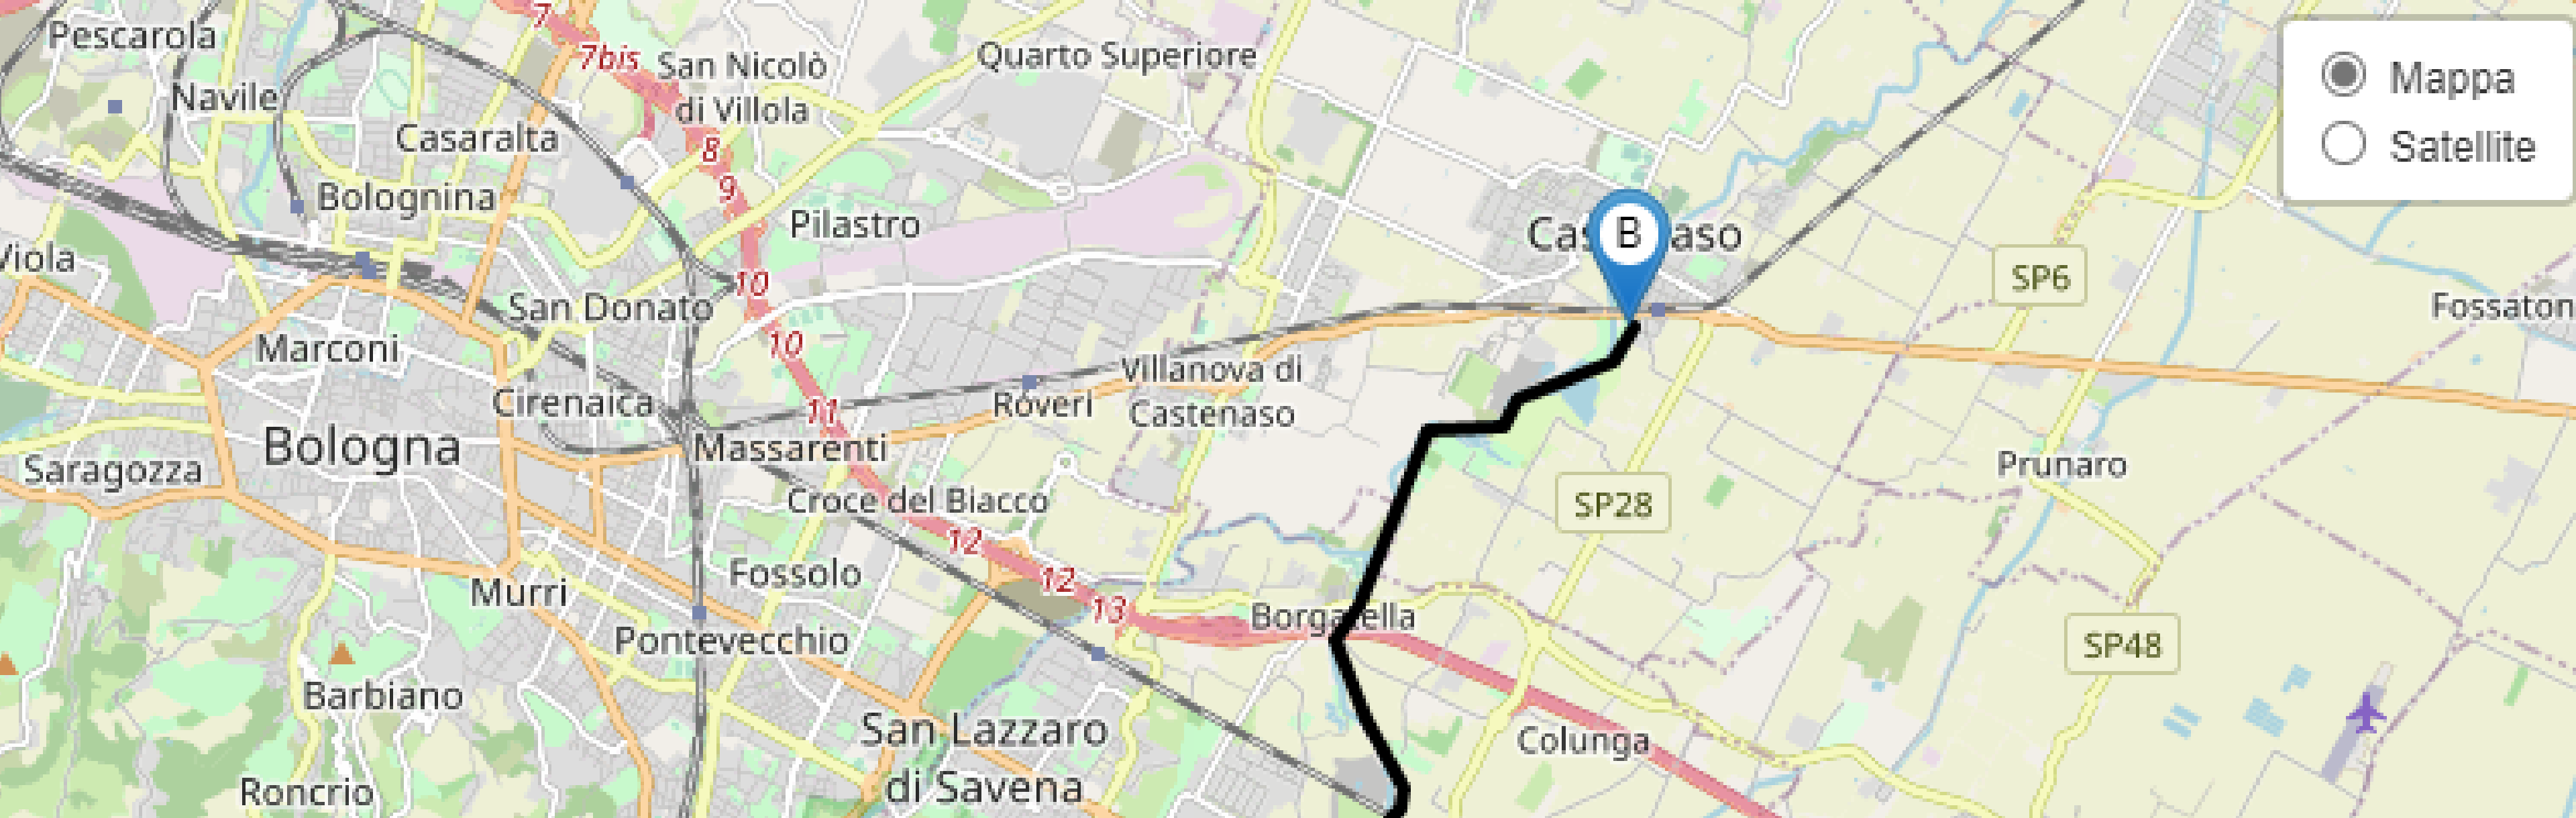 7
Pescarola
7bis
San Nicolò
di Villola
Quarto Superiore
Mappa
Navile
Casaralta
8
Satellite
9
Bolognina
Pilastro
B
Viola
10
SP6
San Donato
Fossaton
Marconi
10
Villanova di
Castenaso
Cirenaica
11
Roveri
Bologna
Massarenti
Saragozza
Prunaro
Croce del Biacco
SP28
12
Fossolo
12
Murri
13
Pontevecchio
SP48
Barbiano
San Lazzaro
di Savena
Colunga
Roncrio